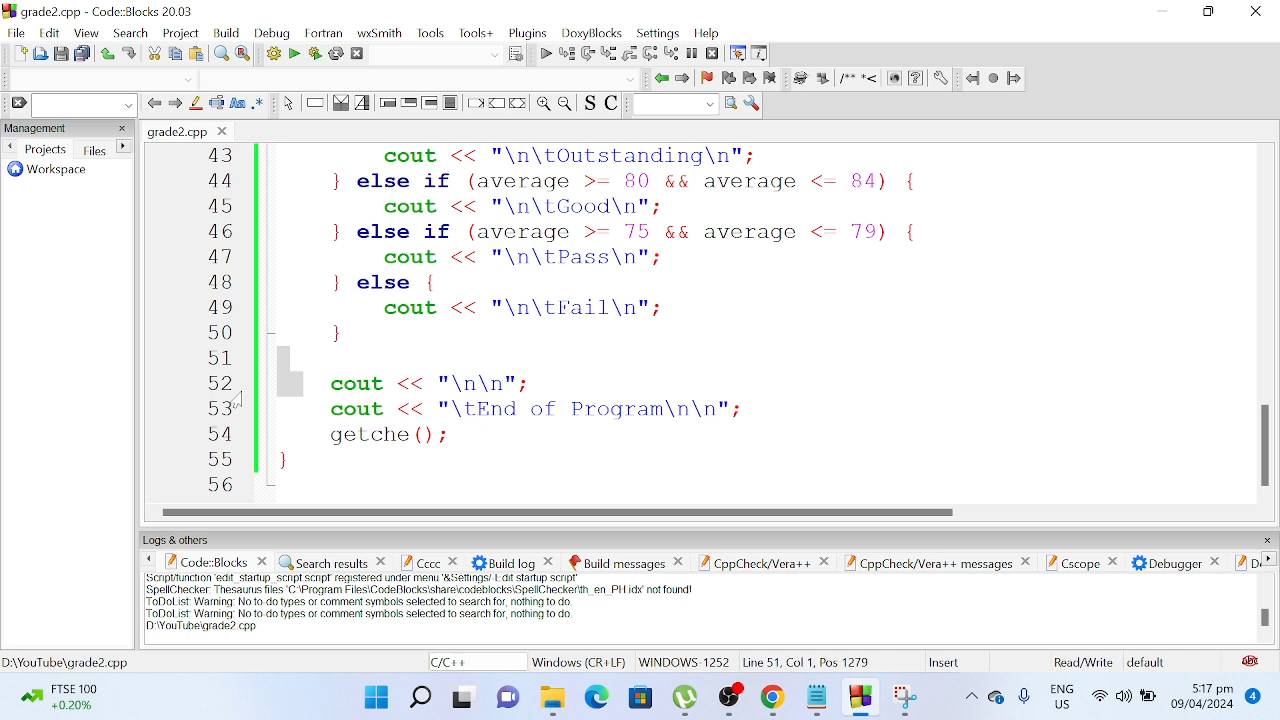 grade2.cpp - Code::Blocks 20.03
File Edit View Search Project Build Debug Fortran wxSmith Tools Tools+ Plugins DoxyBlocks Settings Help
/** *<
S C
Management
grade2.cpp
Projects Files
Workspace
43 cout << "\n\tOutstanding\n";
44 } else if (average >= 80 && average <= 84) {
45 cout << "\n\tGood\n";
46 } else if (average >= 75 && average <= 79) {
47 cout << "\n\tPass\n";
48 } else {
49 cout << "\n\tFail\n";
50 }
51
52 cout << "\n\n";
53 cout << "\tEnd of Program\n\n";
54 getche();
55 }
56
Logs & others
Code::Blocks Search results Cccc Build log Build messages CppCheck/Vera++ CppCheck/Vera++ messages Cscope Debugger
Script/function 'edit_startup_script.script' registered under menu '&Settings/-Edit startup script'
SpellChecker: Thesaurus files 'C:\Program Files\CodeBlocks\share\codeblocks\SpellChecker\th_en_PH.idx' not found!
ToDoList: Warning: No to-do types or comment symbols selected to search for, nothing to do.
ToDoList: Warning: No to-do types or comment symbols selected to search for, nothing to do.
D:\YouTube\grade2.cpp
D:\YouTube\grade2.cpp C/C++ Windows (CR+LF) WINDOWS-1252 Line 51, Col 1, Pos 1279 Insert Read/Write default
FTSE 100
+0.20%
ENG
US
5:17 pm
09/04/2024
4